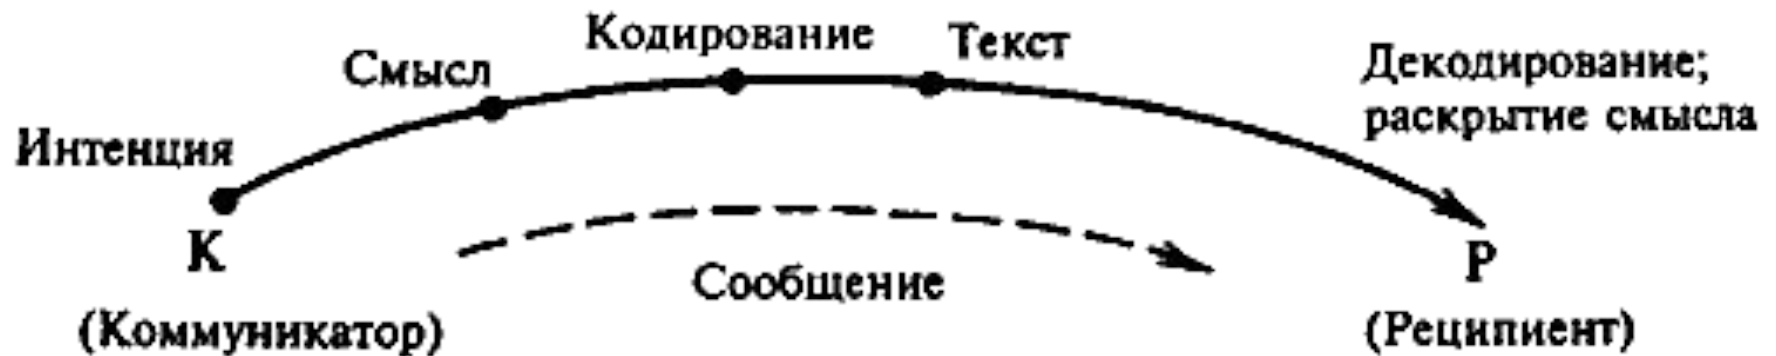 Кодирование
Текст
Смысл
Декодирование;
раскрытие смысла
Интенция
К
Р
Сообщение
(Коммуникатор)
(Реципиент)